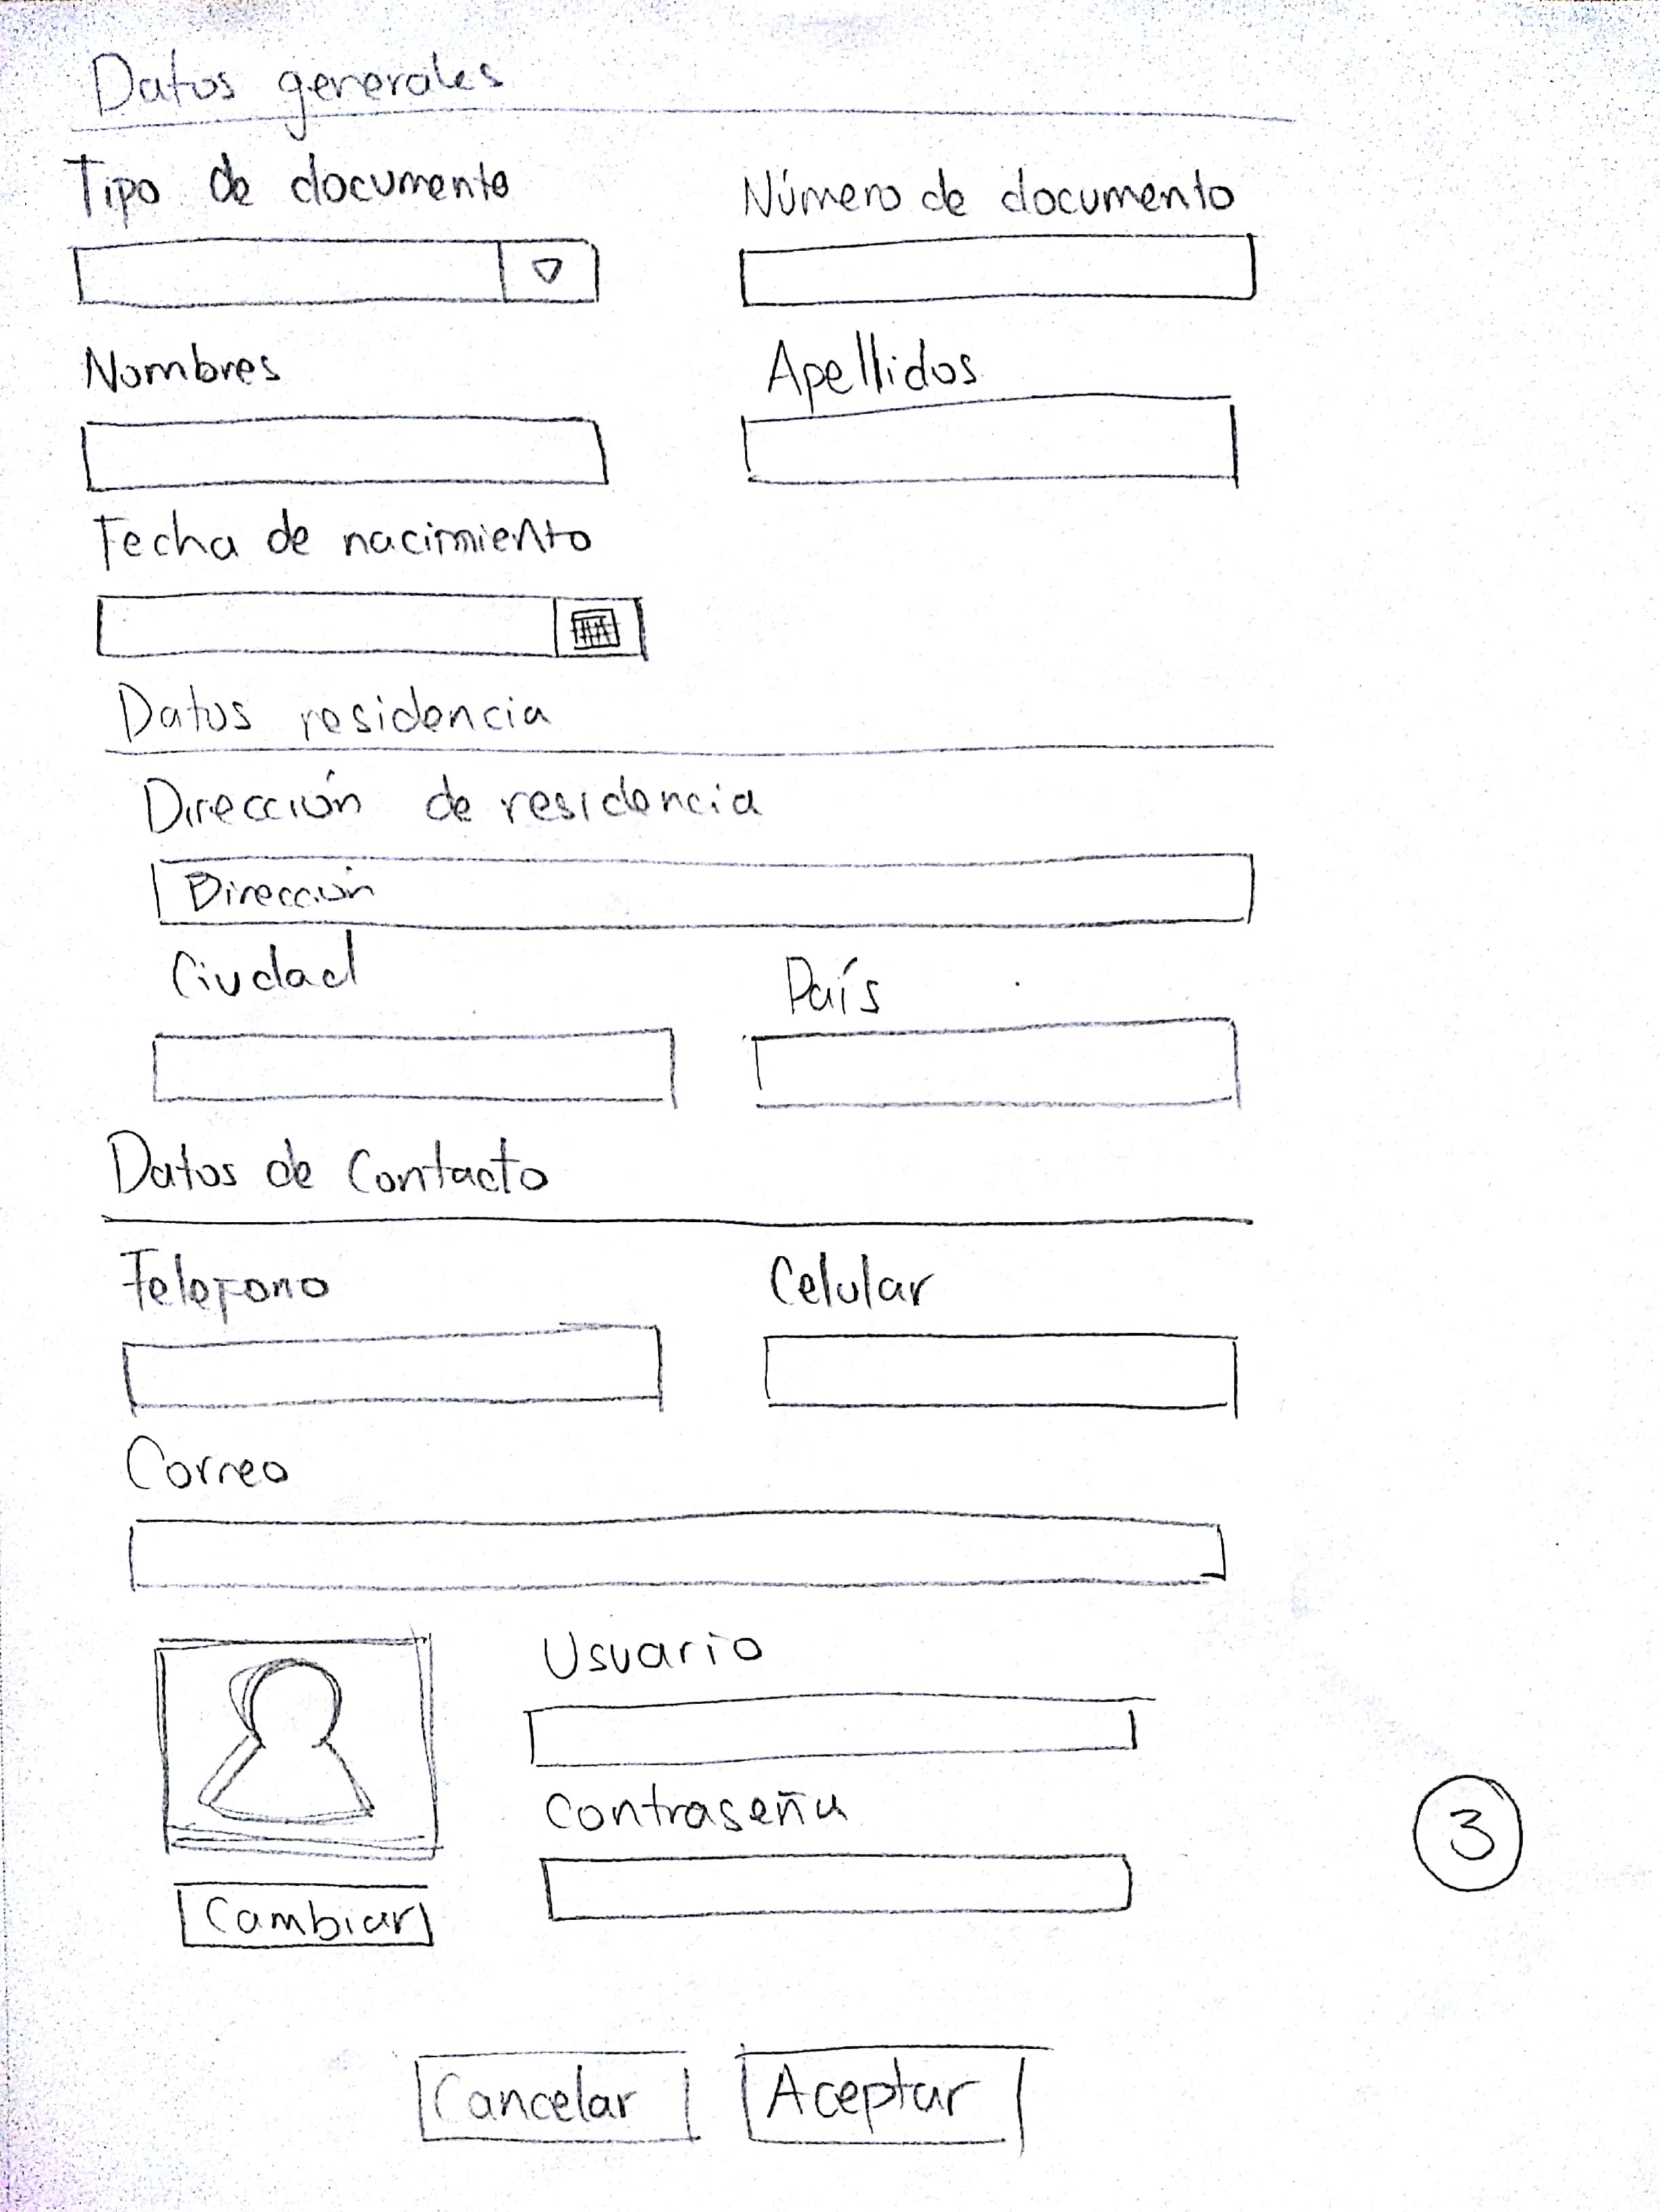 Datos generales
Tipo de documento
Número de documento
Nombres
Apellidos
Fecha de nacimiento
Datos residencia
Dirección de residencia
Dirección
Ciudad
País
Datos de Contacto
Telefono
Celular
Correo
Usuario
Contraseña
Cambiar
3
Cancelar
Aceptar